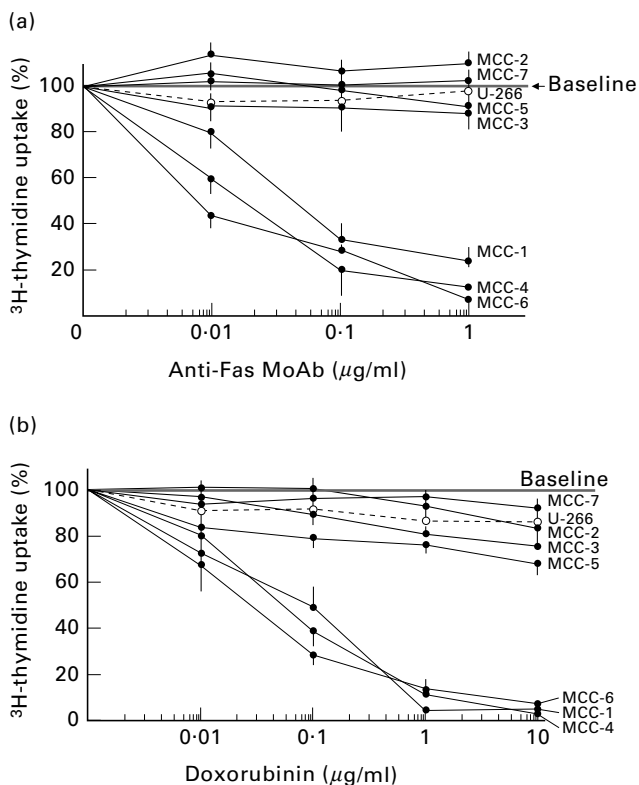 (a)
MCC-2
MCC-7
100
Baseline
U-266
MCC-5
MCC-3
80
60
40
20
MCC-1
MCC-4
MCC-6
³H-thymidine uptake (%)
0 0·01 0·1 1
Anti-Fas MoAb (μg/ml)
(b)
Baseline
100
MCC-7
U-266
MCC-2
MCC-3
MCC-5
80
60
40
20
0
MCC-6
MCC-1
MCC-4
³H-thymidine uptake (%)
0·01 0·1 1 10
Doxorubinin (μg/ml)